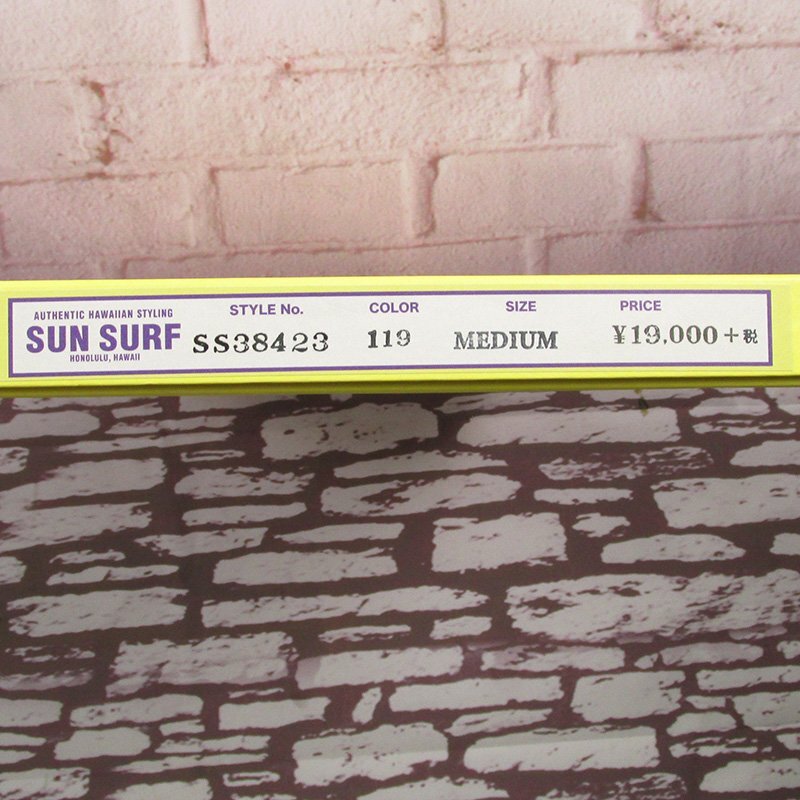 AUTHENTIC HAWAIIAN STYLING
SUN SURF
HONOLULU, HAWAII
STYLE No. COLOR SIZE PRICE
SS38423 119 MEDIUM ¥19,000+税